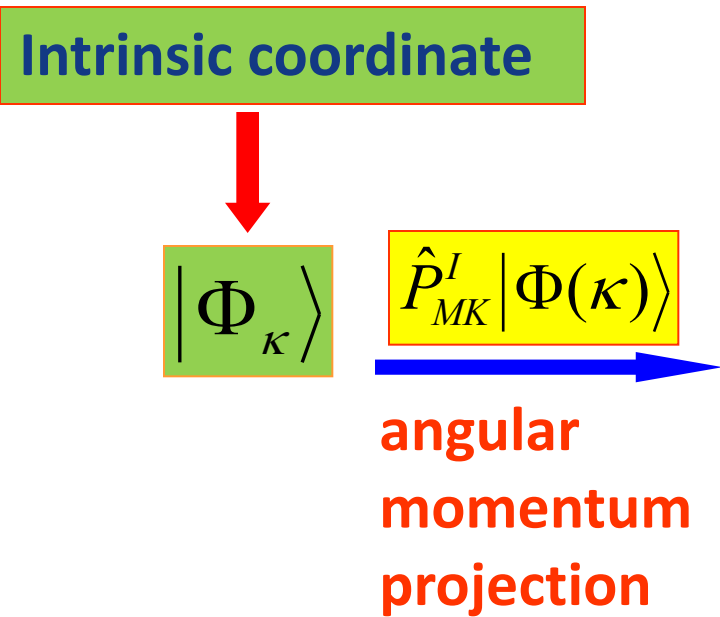 Intrinsic coordinate
|Φ_κ⟩
P̂^I_{MK}|Φ(κ)⟩
angular
momentum
projection